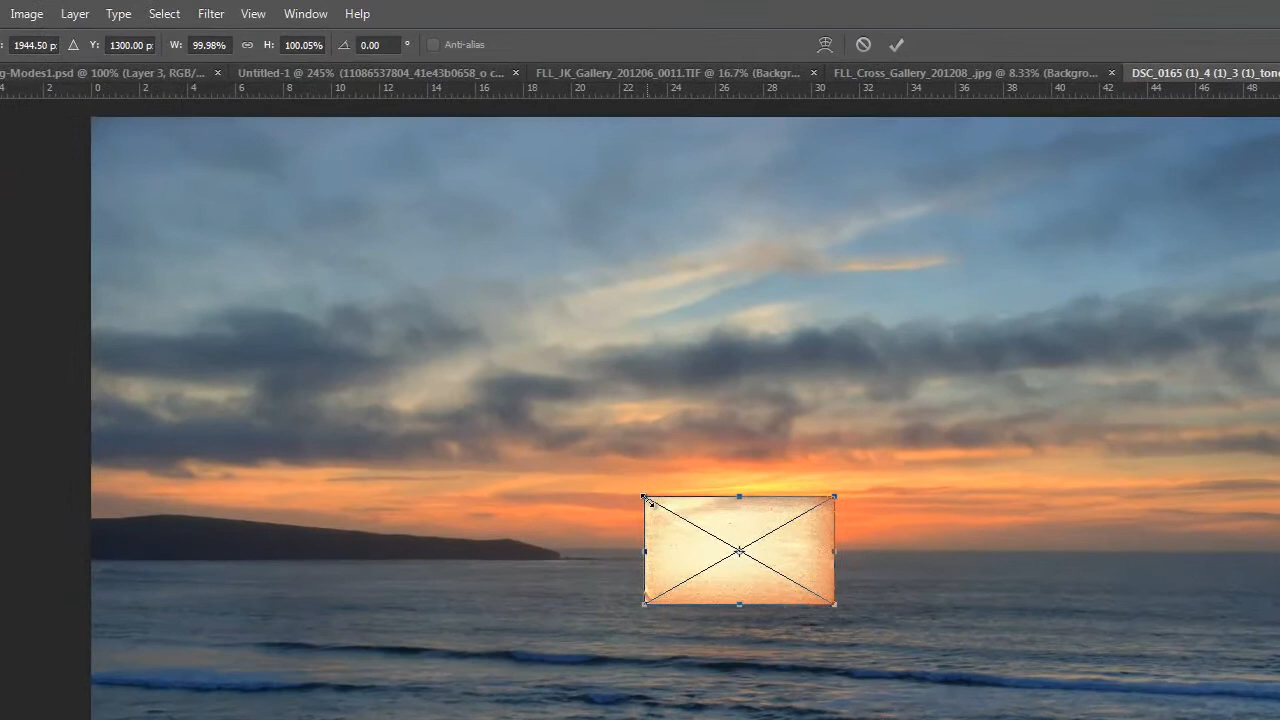 Image Layer Type Select Filter View Window Help
: 1944.50 p Y: 1300.00 p W: 99.98% H: 100.05% 0.00 ° Anti-alias
g-Modes1.psd @ 100% (Layer 3, RGB/... × Untitled-1 @ 245% (11086537804_41e43b0658_o c... × FLL_JK_Gallery_201206_0011.TIF @ 16.7% (Backgr... × FLL_Cross_Gallery_201208_.jpg @ 8.33% (Backgro... × DSC_0165 (1)_4 (1)_3 (1)_tone
4 2 0 2 4 6 8 10 12 14 16 18 20 22 24 26 28 30 32 34 36 38 40 42 44 46 48